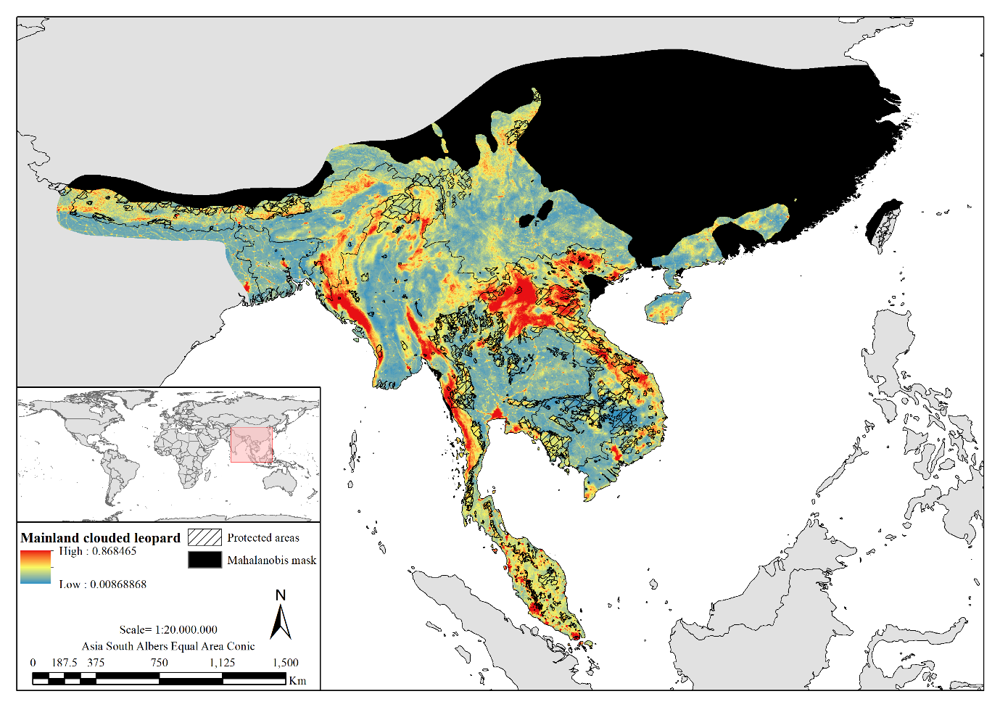 Mainland clouded leopard
High : 0.868465
Low : 0.00868868
Protected areas
Mahalanobis mask
N
Scale= 1:20.000.000
Asia South Albers Equal Area Conic
0 187.5 375 750 1,125 1,500
Km